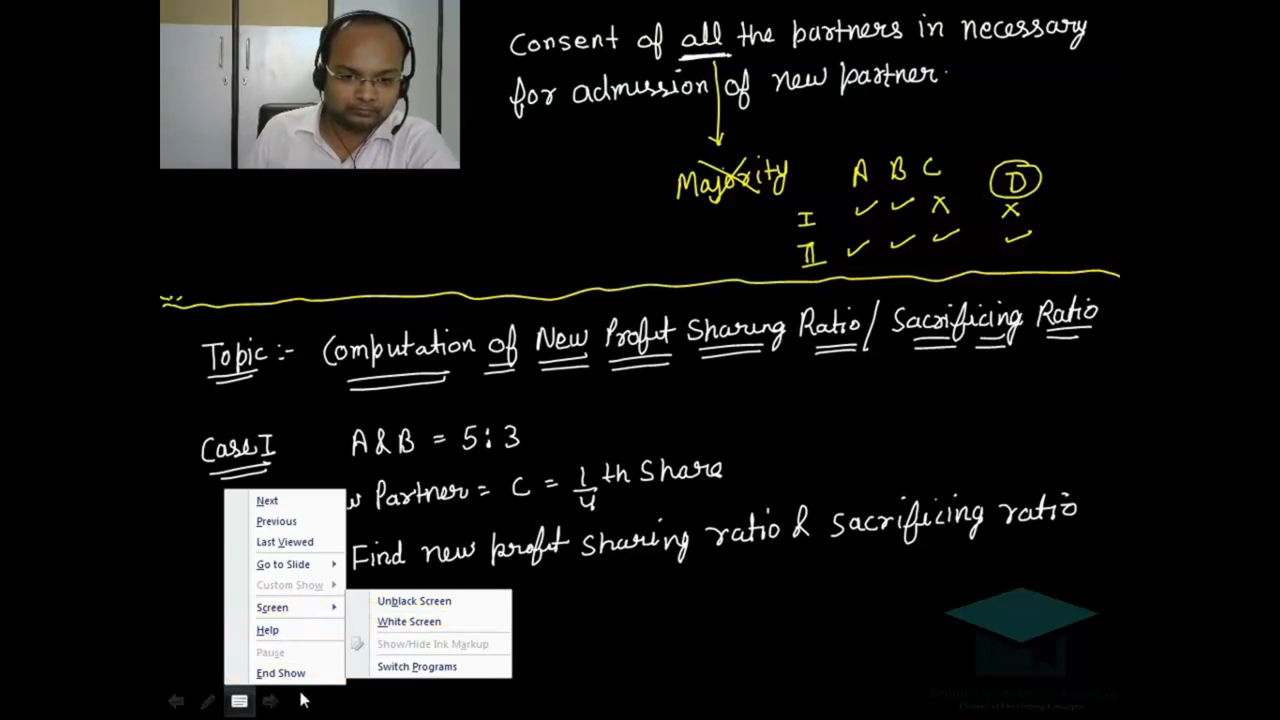 Consent of all the partners in necessary
for admission of new partner.
Majority
A B C D
I ✓ ✓ X X
II ✓ ✓ ✓ ✓
Topic :- Computation of New Profit Sharing Ratio / Sacrificing Ratio
Case I A & B = 5 : 3
Partner = C = 1/4 th Share
Find new profit sharing ratio & sacrificing ratio
Next
Previous
Last Viewed
Go to Slide
Custom Show
Screen
Help
Pause
End Show
Unblack Screen
White Screen
Show/Hide Ink Markup
Switch Programs